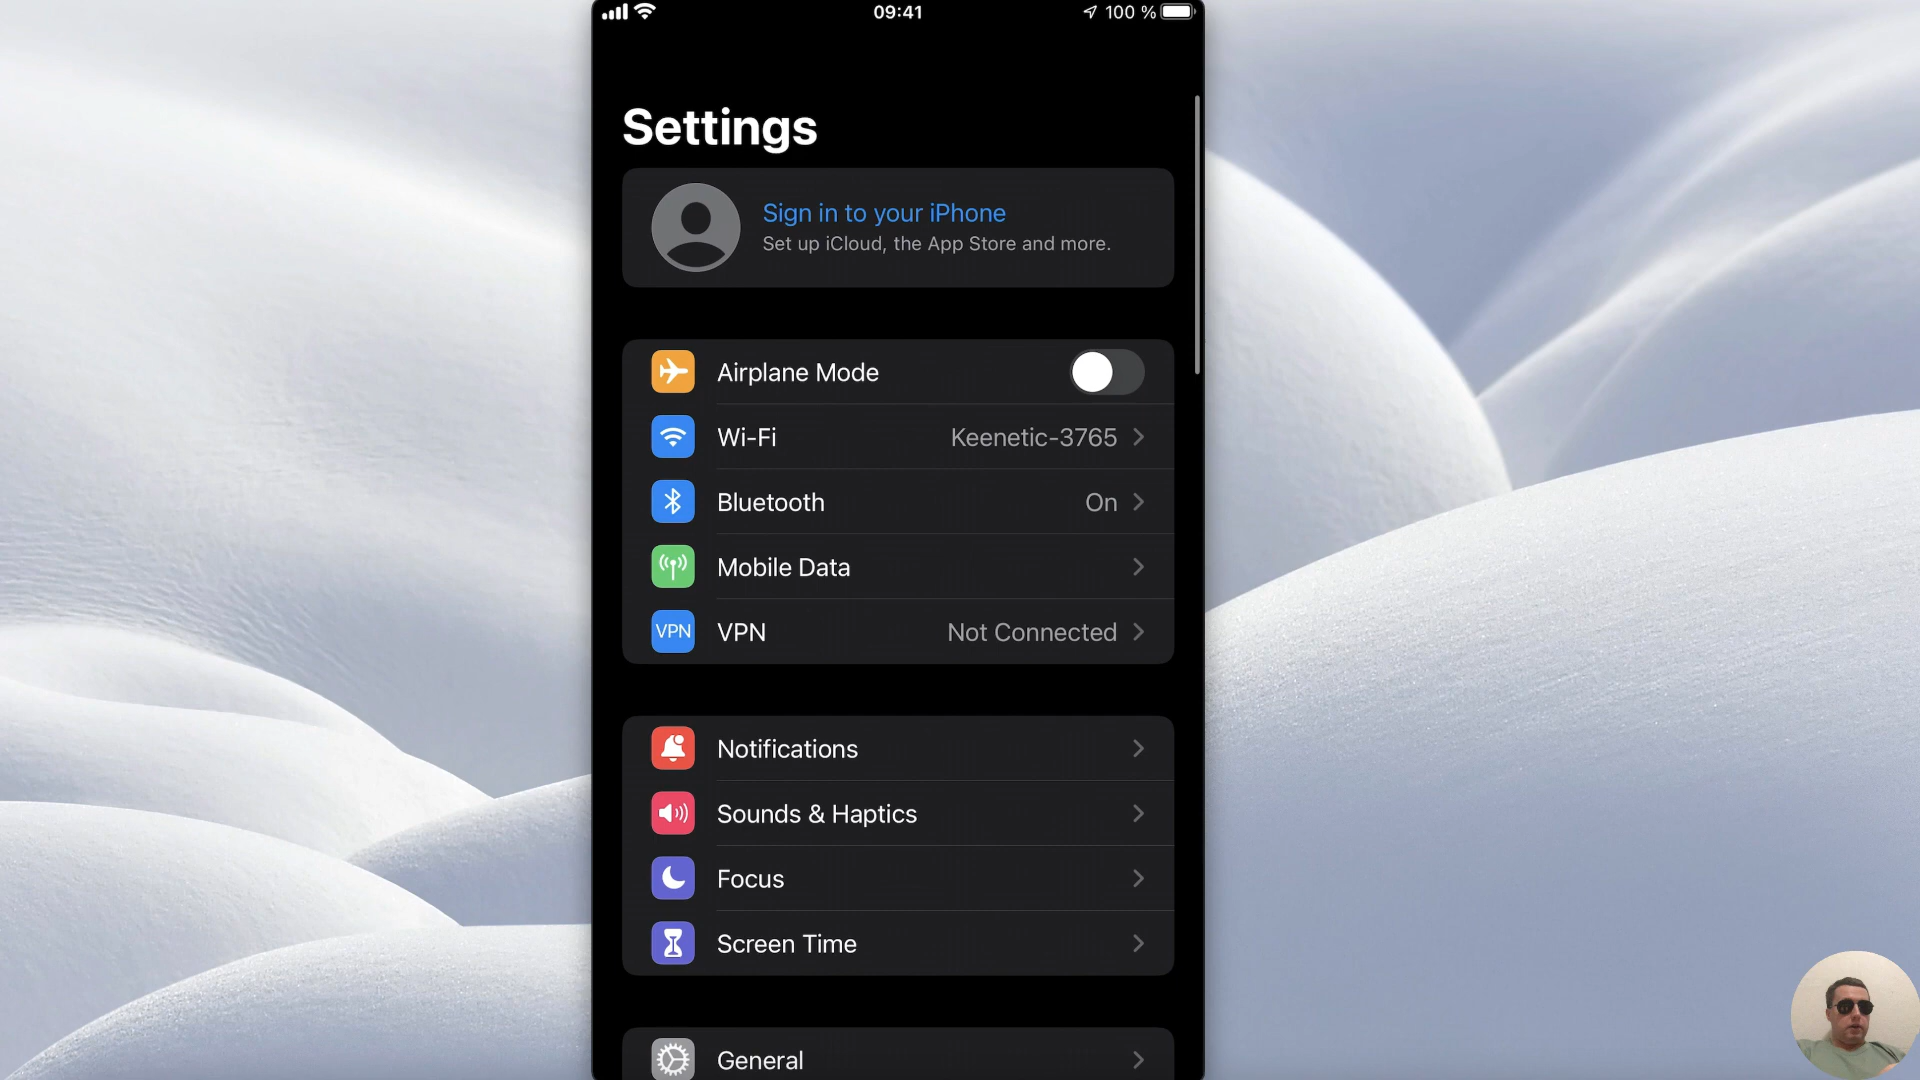 09:41
100 %
Settings
Sign in to your iPhone
Set up iCloud, the App Store and more.
Airplane Mode
Wi-Fi Keenetic-3765
Bluetooth On
Mobile Data
VPN VPN Not Connected
Notifications
Sounds & Haptics
Focus
Screen Time
General